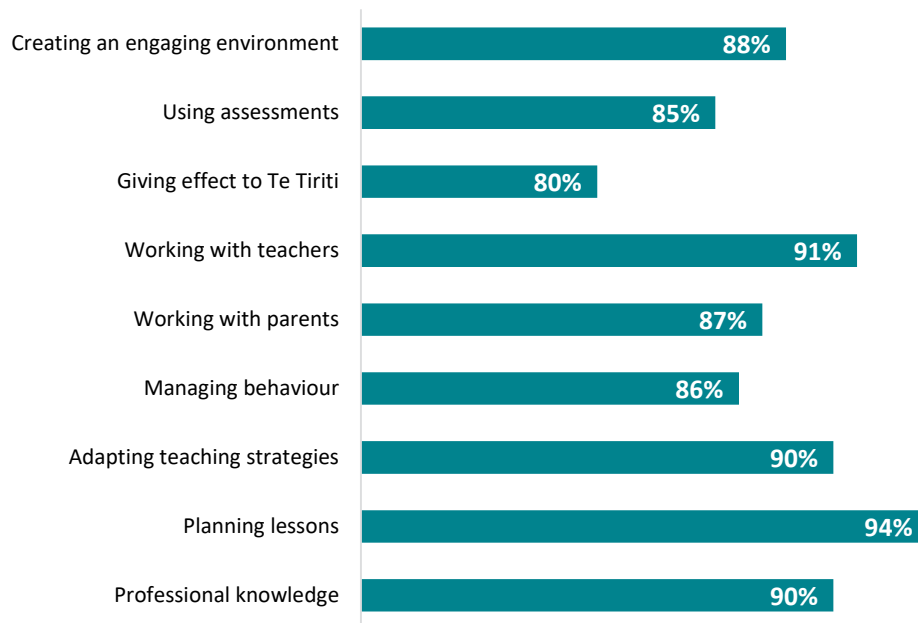 Creating an engaging environment 88%
Using assessments 85%
Giving effect to Te Tiriti 80%
Working with teachers 91%
Working with parents 87%
Managing behaviour 86%
Adapting teaching strategies 90%
Planning lessons 94%
Professional knowledge 90%